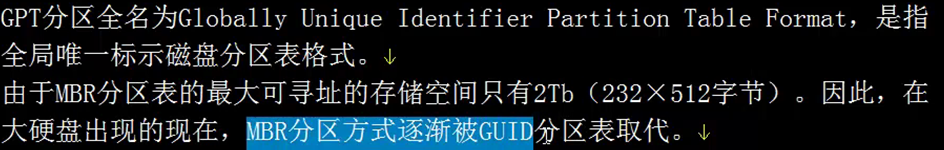 GPT分区全名为Globally Unique Identifier Partition Table Format，是指
全局唯一标示磁盘分区表格式。↓
由于MBR分区表的最大可寻址的存储空间只有2Tb（232×512字节）。因此，在
大硬盘出现的现在，MBR分区方式逐渐被GUID分区表取代。↓